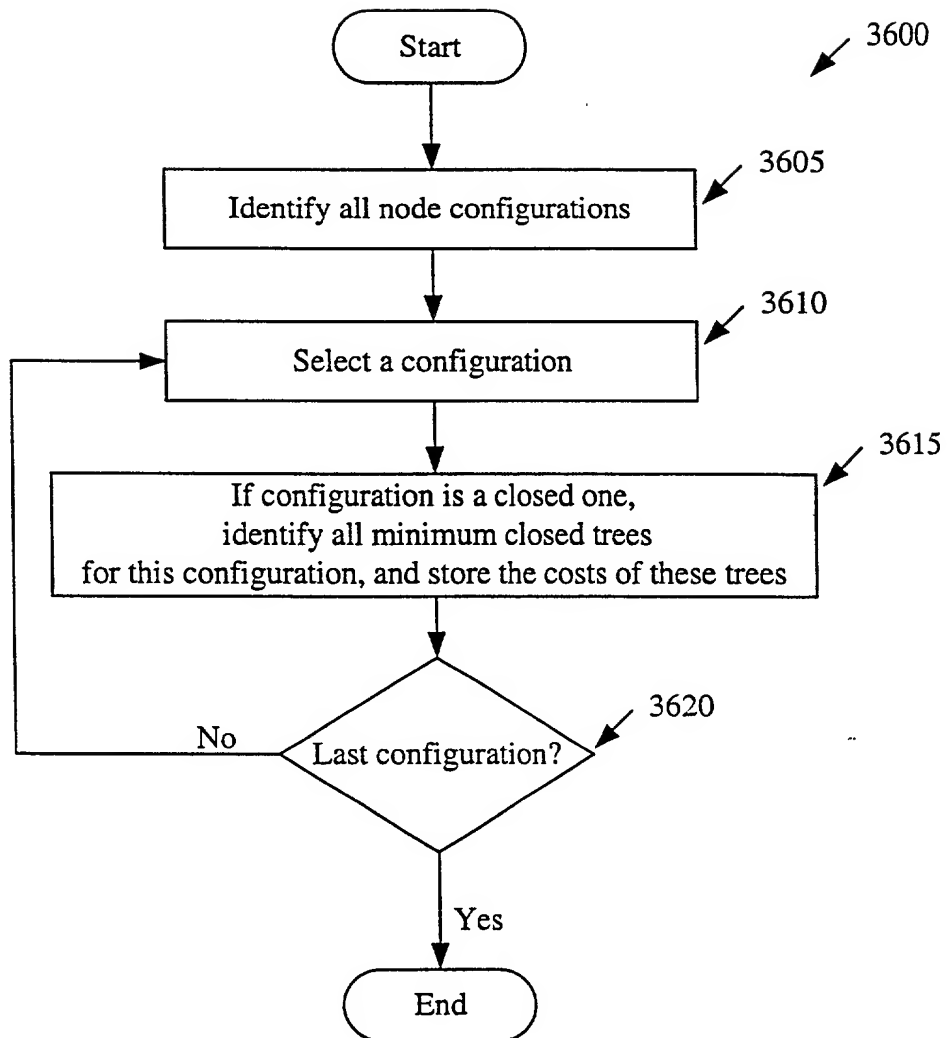 Start
3600
3605
Identify all node configurations
3610
Select a configuration
3615
If configuration is a closed one,
identify all minimum closed trees
for this configuration, and store the costs of these trees
3620
No
Last configuration?
Yes
End